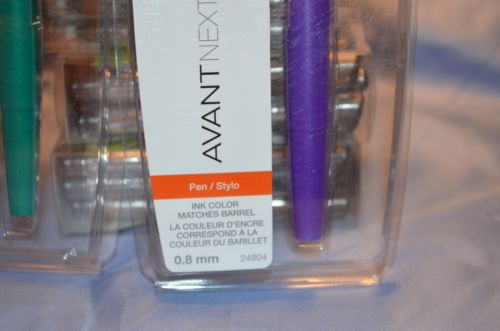 AVANTNEXT
Pen / Stylo
INK COLOR
MATCHES BARREL
LA COULEUR D'ENCRE
CORRESPOND À LA
COULEUR DU BARILLET
0.8 mm 24804